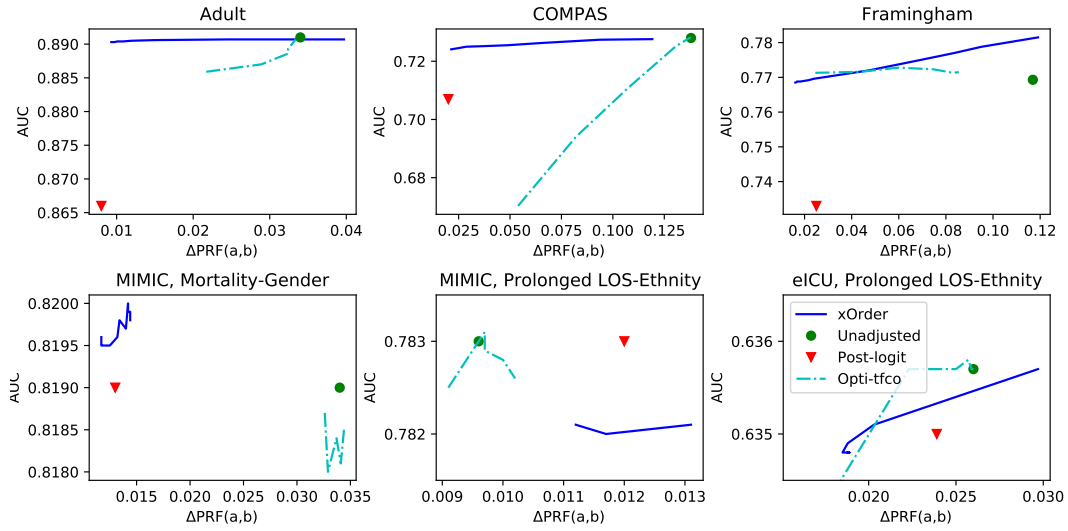 Adult
COMPAS
Framingham
0.890
0.885
0.880
0.875
0.870
0.865
AUC
0.01
0.02
0.03
0.04
ΔPRF(a,b)
0.72
0.70
0.68
AUC
0.025
0.050
0.075
0.100
0.125
ΔPRF(a,b)
0.78
0.77
0.76
0.75
0.74
AUC
0.02
0.04
0.06
0.08
0.10
0.12
ΔPRF(a,b)
MIMIC, Mortality-Gender
MIMIC, Prolonged LOS-Ethnity
eICU, Prolonged LOS-Ethnity
0.8200
0.8195
0.8190
0.8185
0.8180
AUC
0.015
0.020
0.025
0.030
0.035
ΔPRF(a,b)
0.783
0.782
AUC
0.009
0.010
0.011
0.012
0.013
ΔPRF(a,b)
0.636
0.635
AUC
xOrder
Unadjusted
Post-logit
Opti-tfco
0.020
0.025
0.030
ΔPRF(a,b)